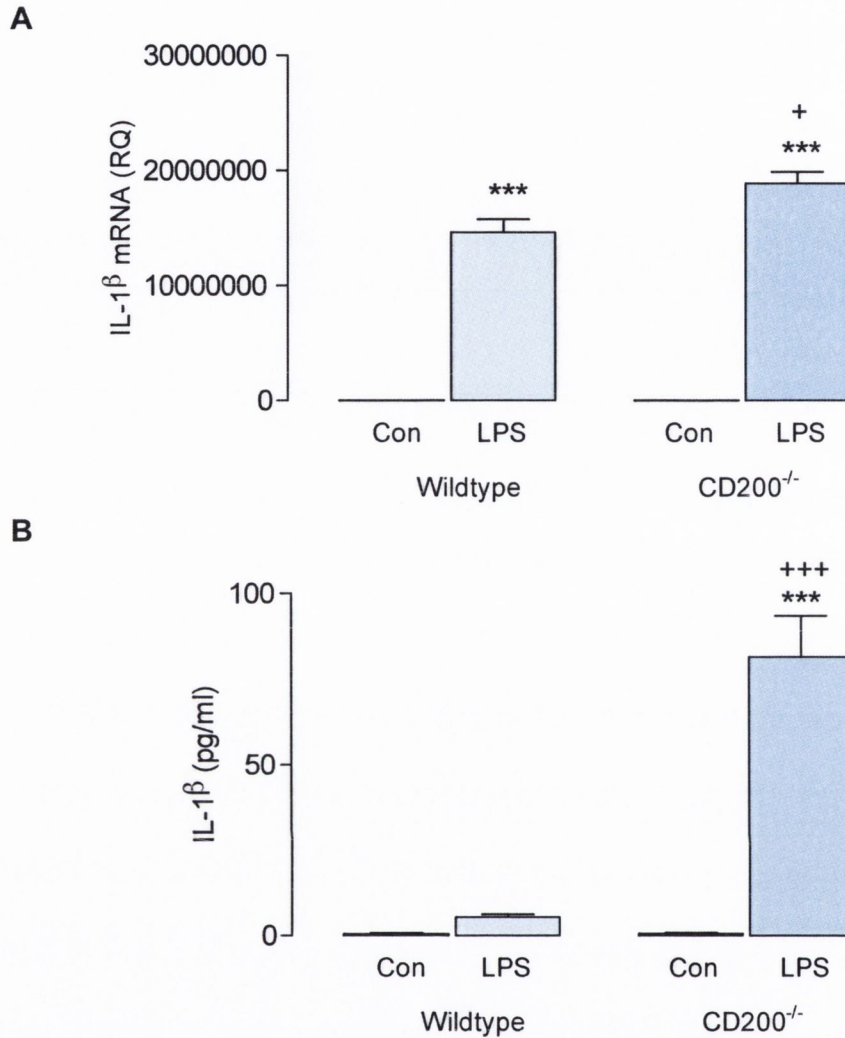 A
30000000
+
***
20000000
***
IL-1β mRNA (RQ)
10000000
0
Con LPS Con LPS
Wildtype CD200-/-
B
+++
100
***
50
IL-1β (pg/ml)
0
Con LPS Con LPS
Wildtype CD200-/-